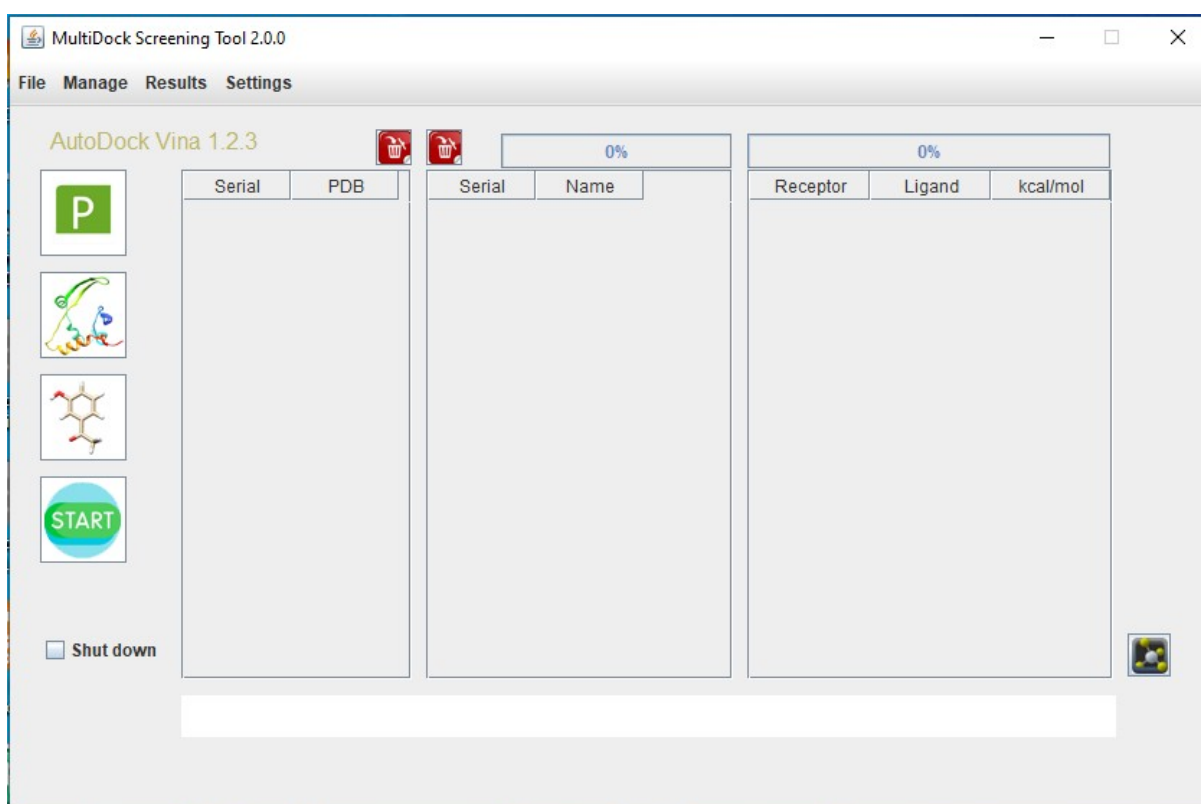 MultiDock Screening Tool 2.0.0
File Manage Results Settings
AutoDock Vina 1.2.3
0%
0%
Serial PDB
Serial Name
Receptor Ligand kcal/mol
P
START
Shut down